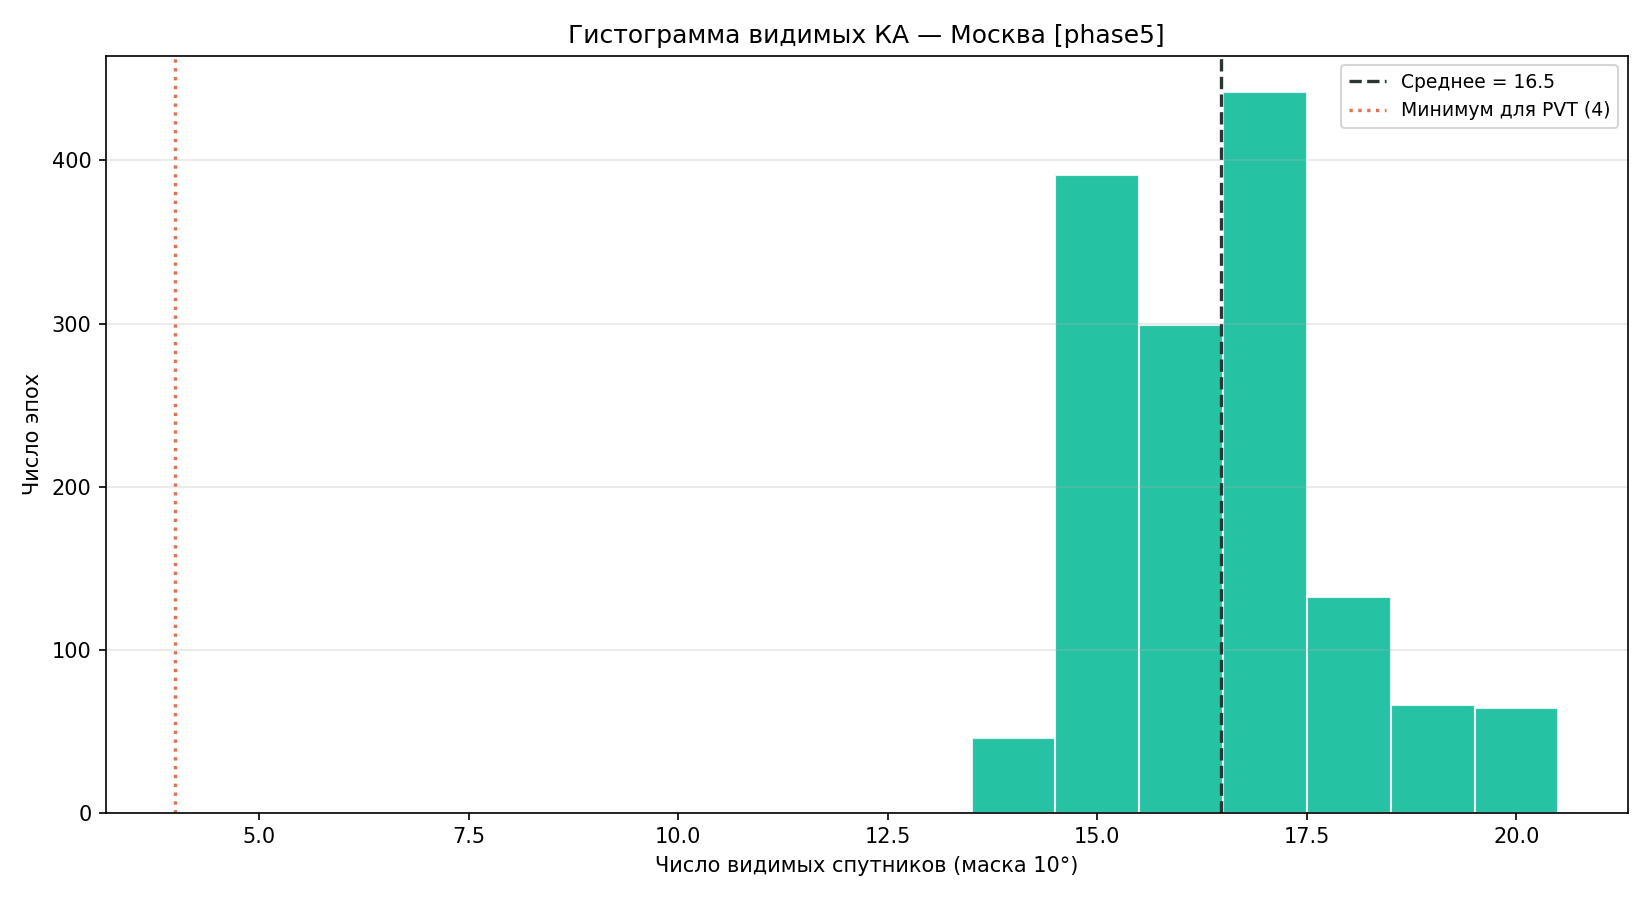 Гистограмма видимых КА — Москва [phase5]
Среднее = 16.5
Минимум для PVT (4)
Число эпох
400
300
200
100
0
5.0 7.5 10.0 12.5 15.0 17.5 20.0
Число видимых спутников (маска 10°)